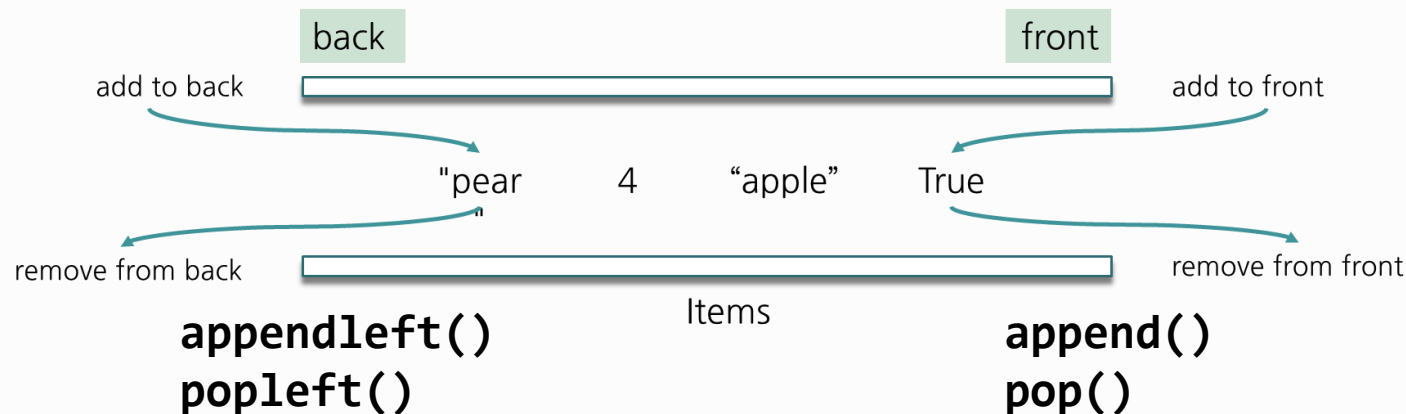 back front
add to back add to front
"pear 4 “apple” True
"
remove from back remove from front
Items
appendleft() append()
popleft() pop()